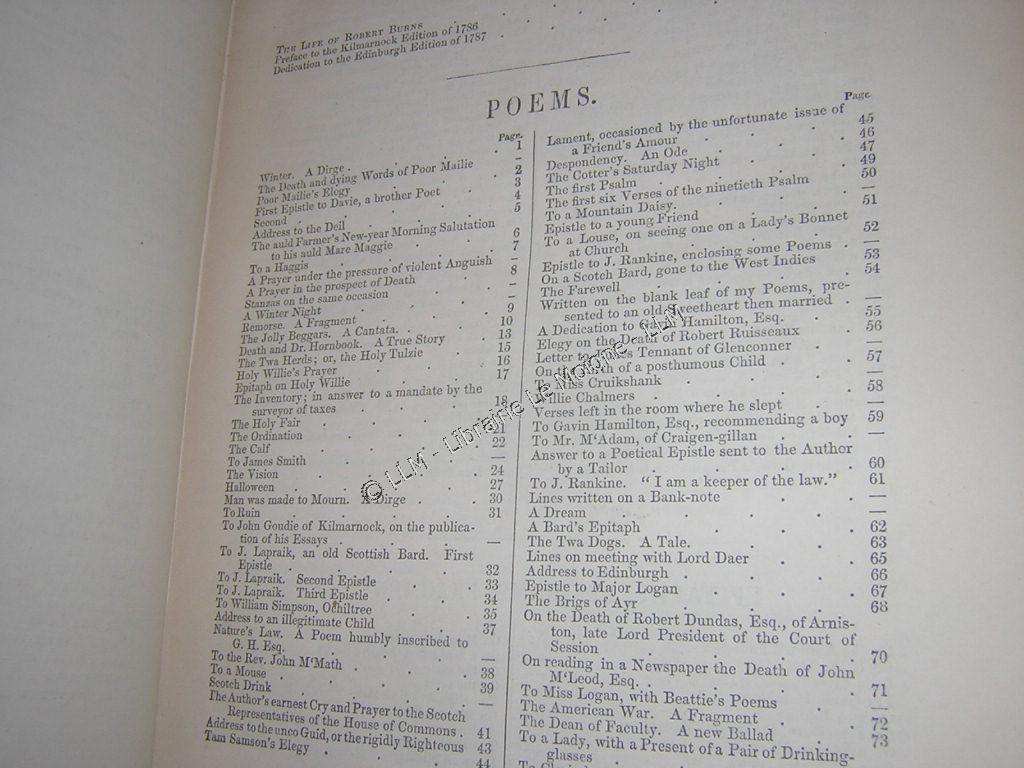 THE LIFE OF ROBERT BURNS
Preface to the Kilmarnock Edition of 1786
Dedication to the Edinburgh Edition of 1787
POEMS.
Page.
Winter. A Dirge . 1
The Death and dying Words of Poor Mailie —
Poor Mailie's Elegy 2
First Epistle to Davie, a brother Poet 3
Second 4
Address to the Deil 5
The auld Farmer's New-year Morning Salutation
to his auld Mare Maggie 6
To a Haggis 7
A Prayer under the pressure of violent Anguish —
A Prayer in the prospect of Death 8
Stanzas on the same occasion —
A Winter Night —
Remorse. A Fragment 9
The Jolly Beggars. A Cantata. 10
Death and Dr. Hornbook. A True Story 13
The Twa Herds; or, the Holy Tulzie 15
Holy Willie's Prayer 16
Epitaph on Holy Willie 17
The Inventory; in answer to a mandate by the
surveyor of taxes 18
The Holy Fair
The Ordination 21
The Calf 22
To James Smith —
The Vision 24
Halloween 27
Man was made to Mourn. A Dirge 30
To Ruin 31
To John Goudie of Kilmarnock, on the publica-
tion of his Essays —
To J. Lapraik, an old Scottish Bard. First
Epistle 32
To J. Lapraik. Second Epistle 33
To J. Lapraik. Third Epistle 34
To William Simpson, Ochiltree 35
Address to an illegitimate Child 37
Nature's Law. A Poem humbly inscribed to
G. H. Esq. —
To the Rev. John M'Math 38
To a Mouse 39
Scotch Drink —
The Author's earnest Cry and Prayer to the Scotch
Representatives of the House of Commons 41
Address to the unco Guid, or the rigidly Righteous 43
Tam Samson's Elegy 44
Page
Lament, occasioned by the unfortunate issue of
a Friend's Amour 45
Despondency. An Ode 46
The Cotter's Saturday Night 47
The first Psalm 49
The first six Verses of the ninetieth Psalm 50
To a Mountain Daisy. —
Epistle to a young Friend 51
To a Louse, on seeing one on a Lady's Bonnet
at Church 52
Epistle to J. Rankine, enclosing some Poems —
On a Scotch Bard, gone to the West Indies 53
The Farewell 54
Written on the blank leaf of my Poems, pre-
sented to an old Sweetheart then married —
A Dedication to Gavin Hamilton, Esq. 55
Elegy on the Death of Robert Ruisseaux 56
Letter to James Tennant of Glenconner —
On the Birth of a posthumous Child 57
To Miss Cruikshank —
Willie Chalmers 58
Verses left in the room where he slept —
To Gavin Hamilton, Esq., recommending a boy 59
To Mr. M'Adam, of Craigen-gillan —
Answer to a Poetical Epistle sent to the Author
by a Tailor 60
To J. Rankine. "I am a keeper of the law." 61
Lines written on a Bank-note —
A Dream —
A Bard's Epitaph 62
The Twa Dogs. A Tale. 63
Lines on meeting with Lord Daer 65
Address to Edinburgh 66
Epistle to Major Logan 67
The Brigs of Ayr 68
On the Death of Robert Dundas, Esq., of Arnis-
ton, late Lord President of the Court of
Session 70
On reading in a Newspaper the Death of John
M'Leod, Esq. 71
To Miss Logan, with Beattie's Poems —
The American War. A Fragment 72
The Dean of Faculty. A new Ballad 73
To a Lady, with a Present of a Pair of Drinking-
glasses
© LLM - Librairie Le Moinne LLM